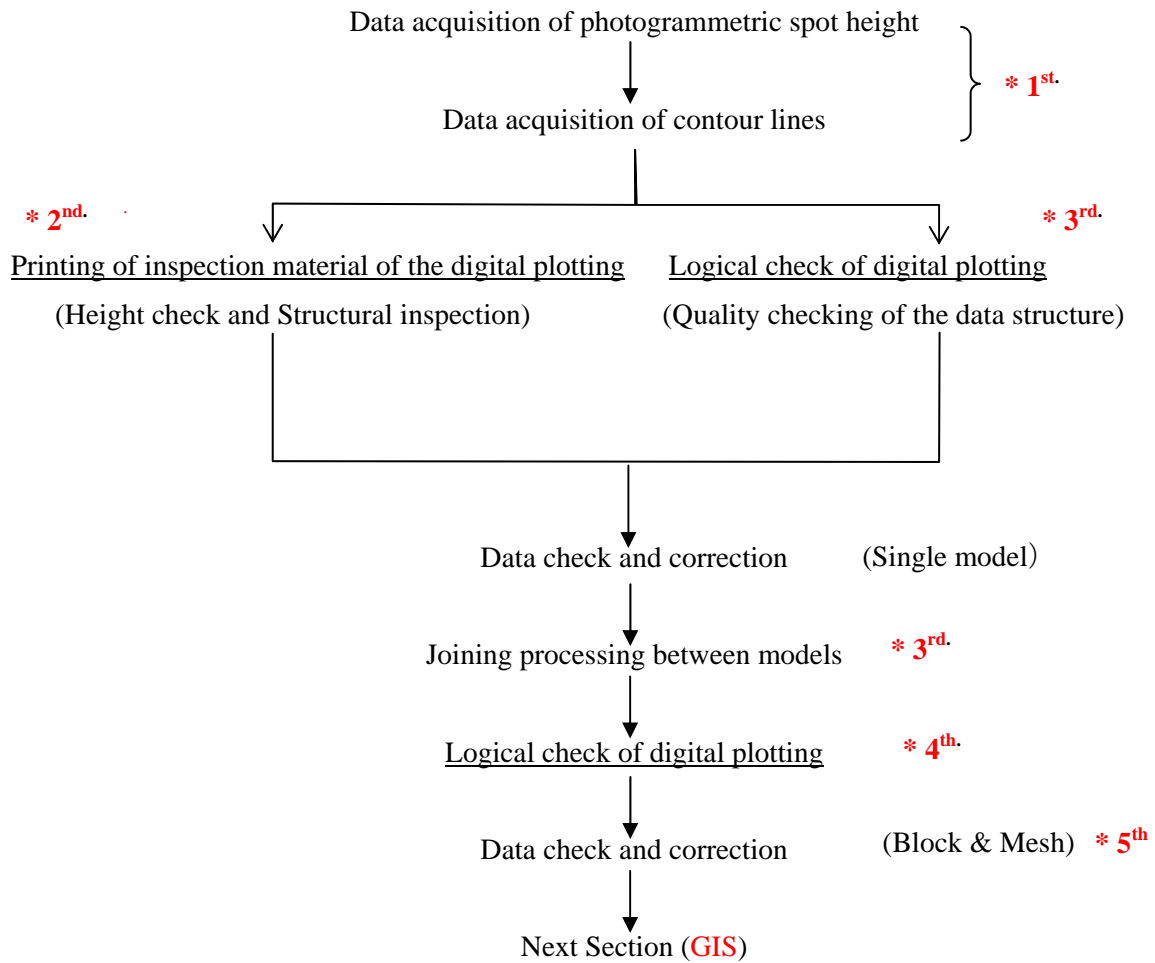 Data acquisition of photogrammetric spot height
* 1st.
Data acquisition of contour lines
* 2nd.
* 3rd.
Printing of inspection material of the digital plotting
Logical check of digital plotting
(Height check and Structural inspection)
(Quality checking of the data structure)
Data check and correction (Single model）
Joining processing between models * 3rd.
Logical check of digital plotting * 4th.
Data check and correction (Block & Mesh) * 5th
Next Section (GIS)